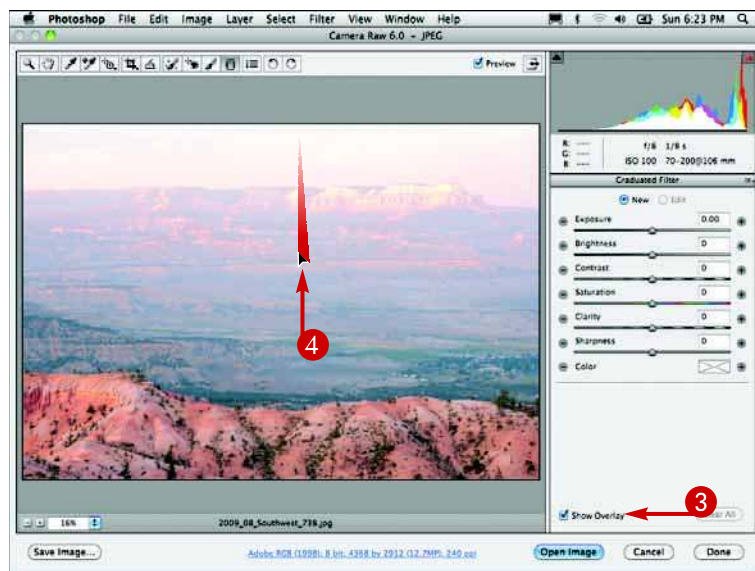 Photoshop File Edit Image Layer Select Filter View Window Help Sun 6:23 PM
Camera Raw 6.0 - JPEG
Preview
R: ---- f/8 1/8 s
G: ----
B: ---- ISO 100 70-200@106 mm
Graduated Filter
New Edit
Exposure 0.00
Brightness 0
Contrast 0
Saturation 0
Clarity 0
Sharpness 0
Color
4
3
Show Overlay All
16% 2009_08_Southwest_738.jpg
Save Image... Adobe RGB (1998); 8 bit; 4368 by 2912 (12.7MP); 240 ppi Open Image Cancel Done